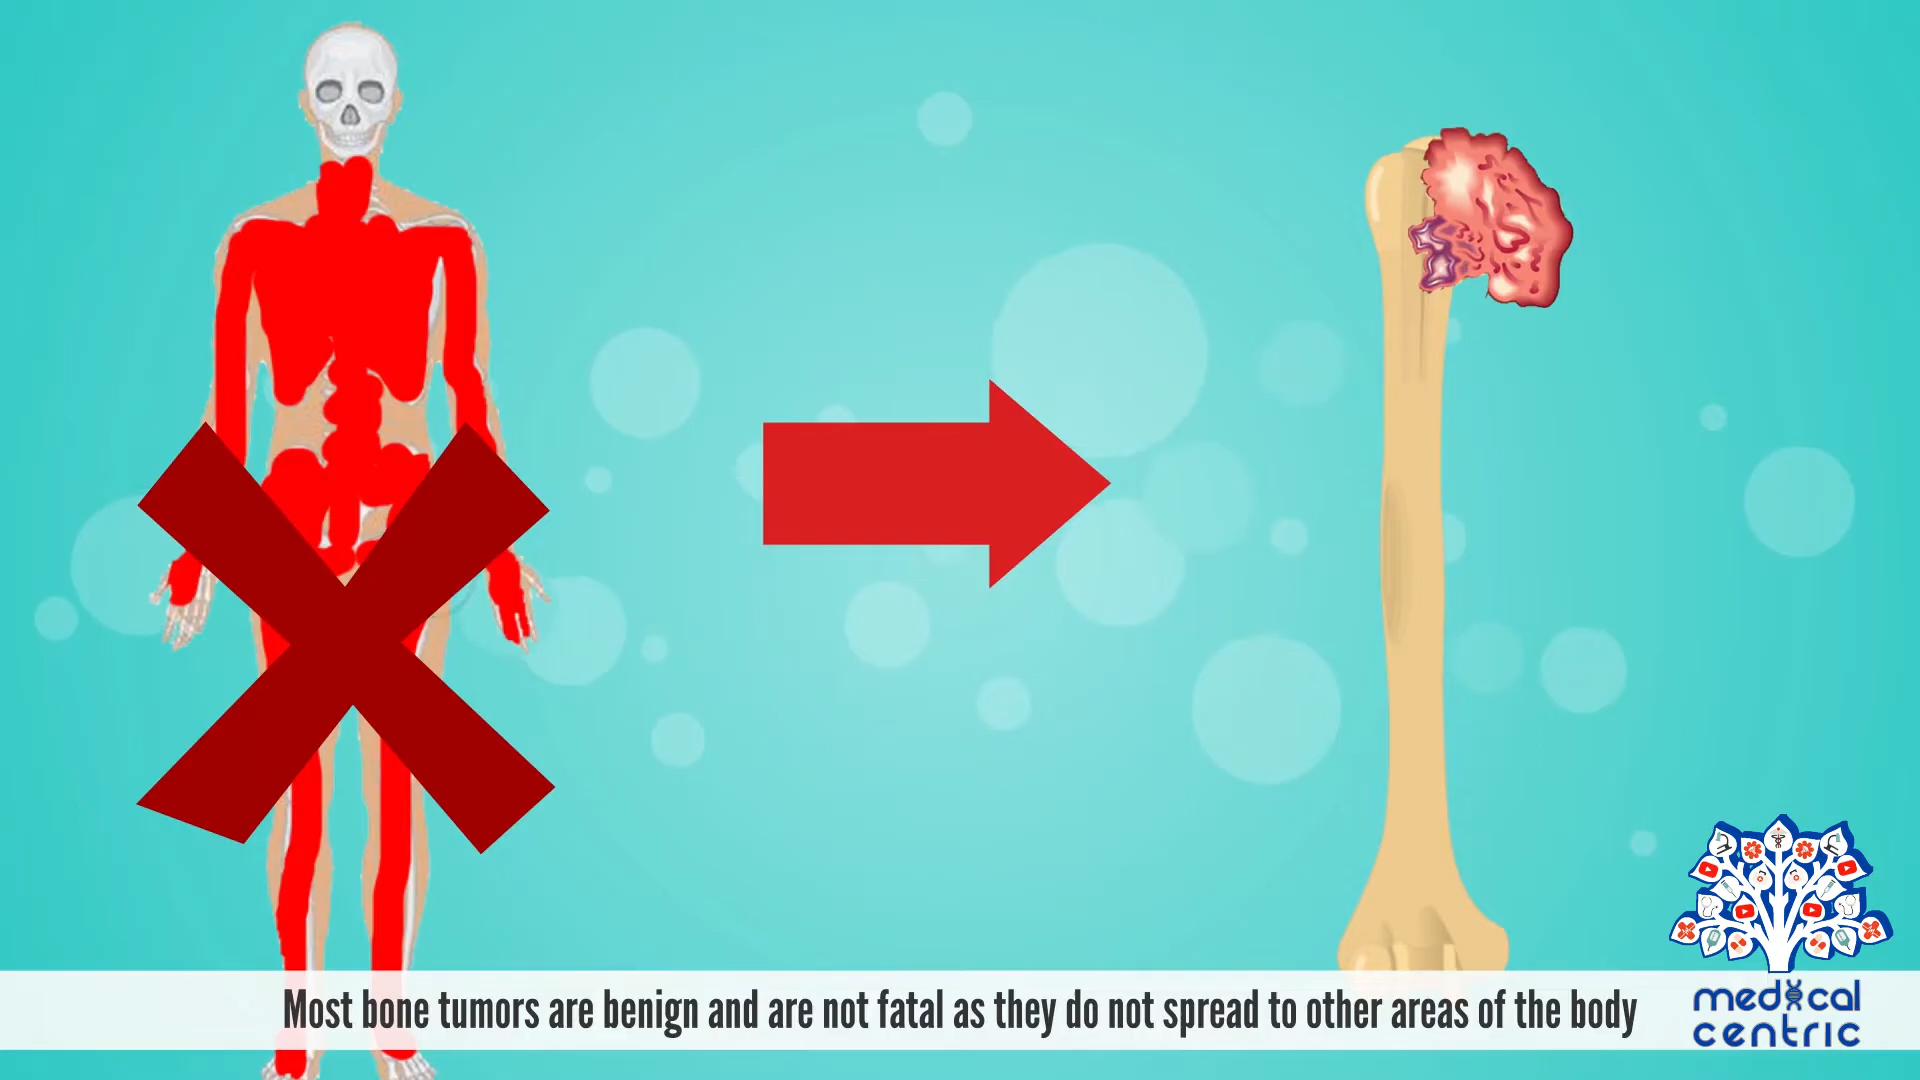 Most bone tumors are benign and are not fatal as they do not spread to other areas of the body
medical
centric